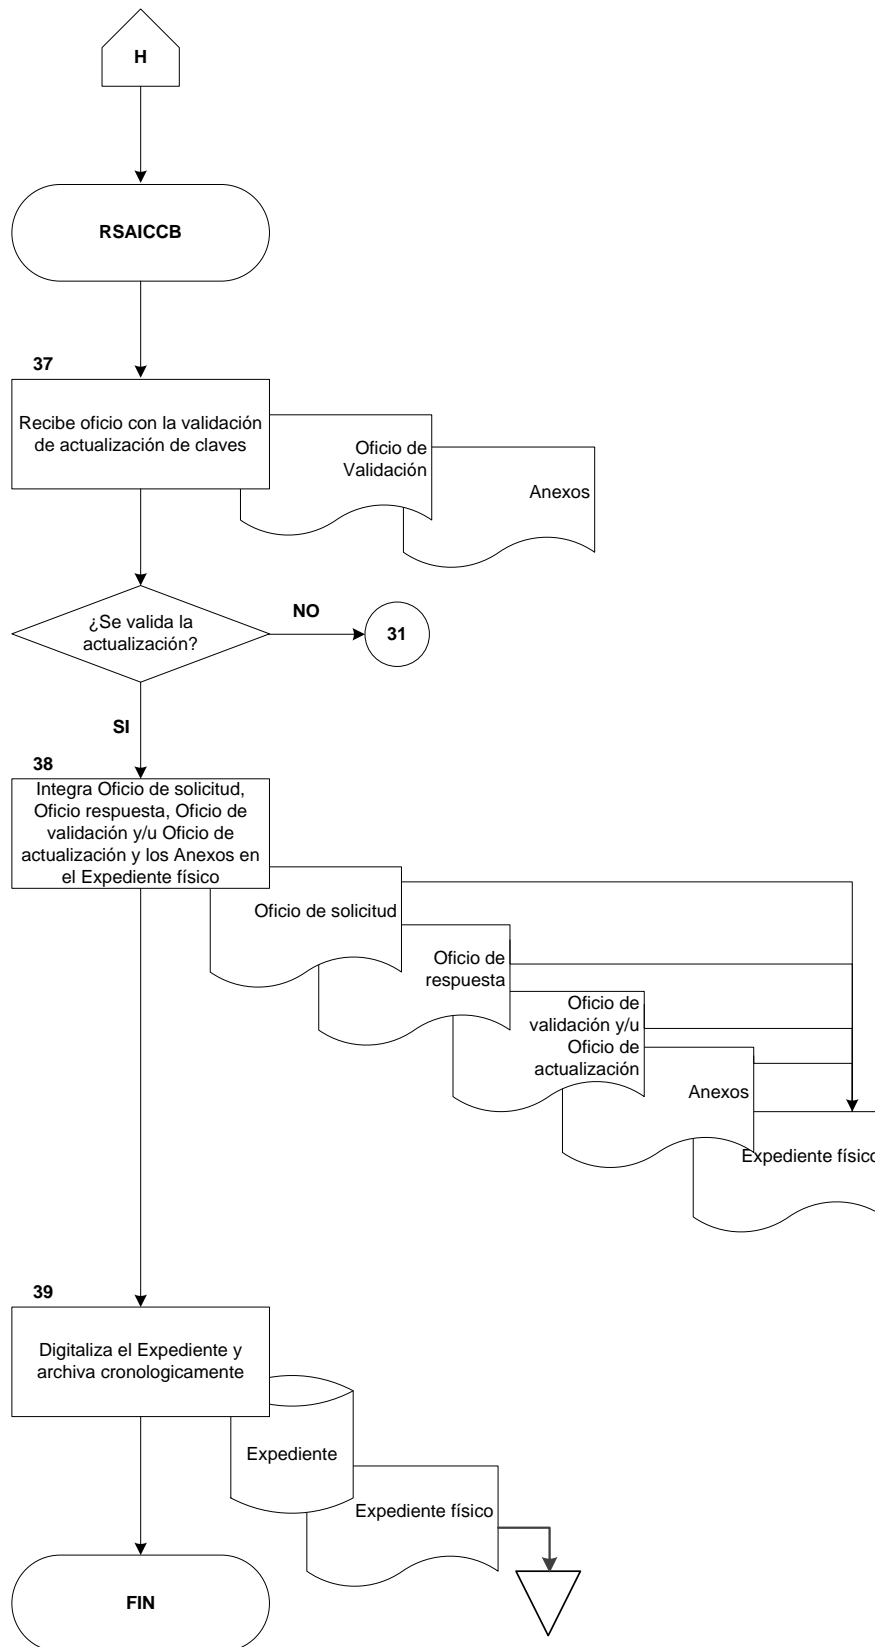 H
RSAICCB
37
Recibe oficio con la validación
de actualización de claves
Oficio de
Validación
Anexos
¿Se valida la
actualización?
NO
31
SI
38
Integra Oficio de solicitud,
Oficio respuesta, Oficio de
validación y/u Oficio de
actualización y los Anexos en
el Expediente físico
Oficio de solicitud
Oficio de
respuesta
Oficio de
validación y/u
Oficio de
actualización
Anexos
Expediente físico
39
Digitaliza el Expediente y
archiva cronologicamente
Expediente
Expediente físico
FIN